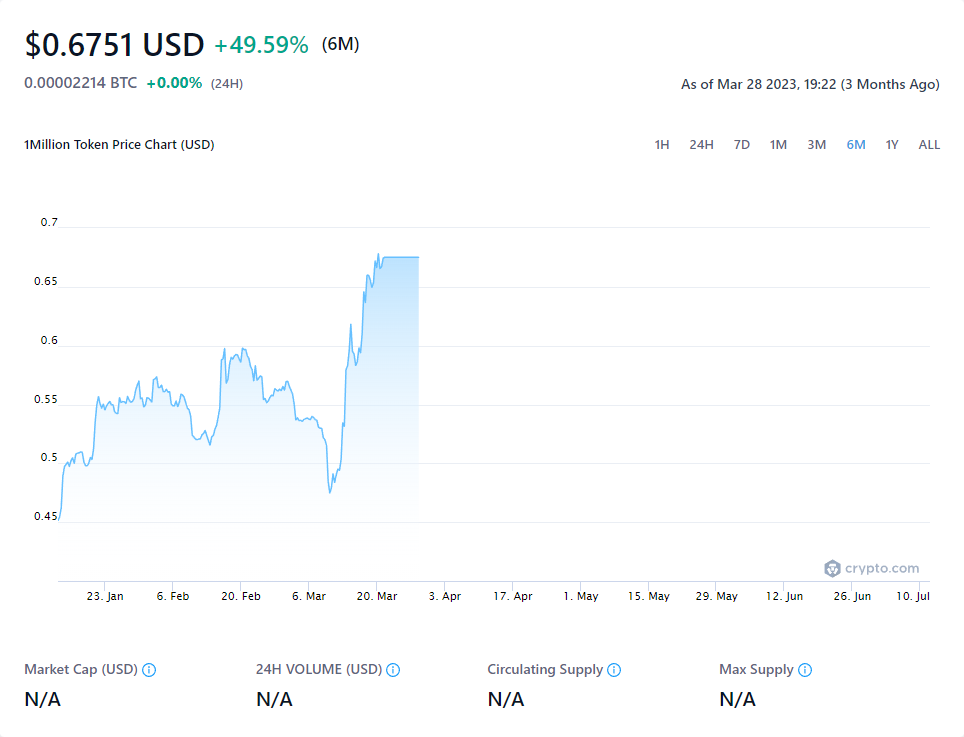 $0.6751 USD +49.59% (6M)
0.00002214 BTC +0.00% (24H)
As of Mar 28 2023, 19:22 (3 Months Ago)
1Million Token Price Chart (USD)
1H 24H 7D 1M 3M 6M 1Y ALL
0.7
0.65
0.6
0.55
0.5
0.45
crypto.com
23. Jan 6. Feb 20. Feb 6. Mar 20. Mar 3. Apr 17. Apr 1. May 15. May 29. May 12. Jun 26. Jun 10. Jul
Market Cap (USD) 24H VOLUME (USD) Circulating Supply Max Supply
N/A N/A N/A N/A